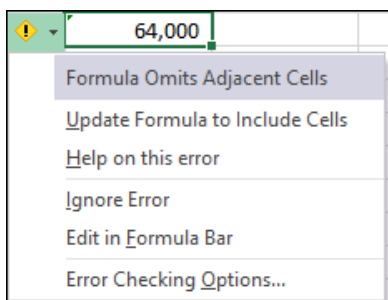 64,000
Formula Omits Adjacent Cells
Update Formula to Include Cells
Help on this error
Ignore Error
Edit in Formula Bar
Error Checking Options...